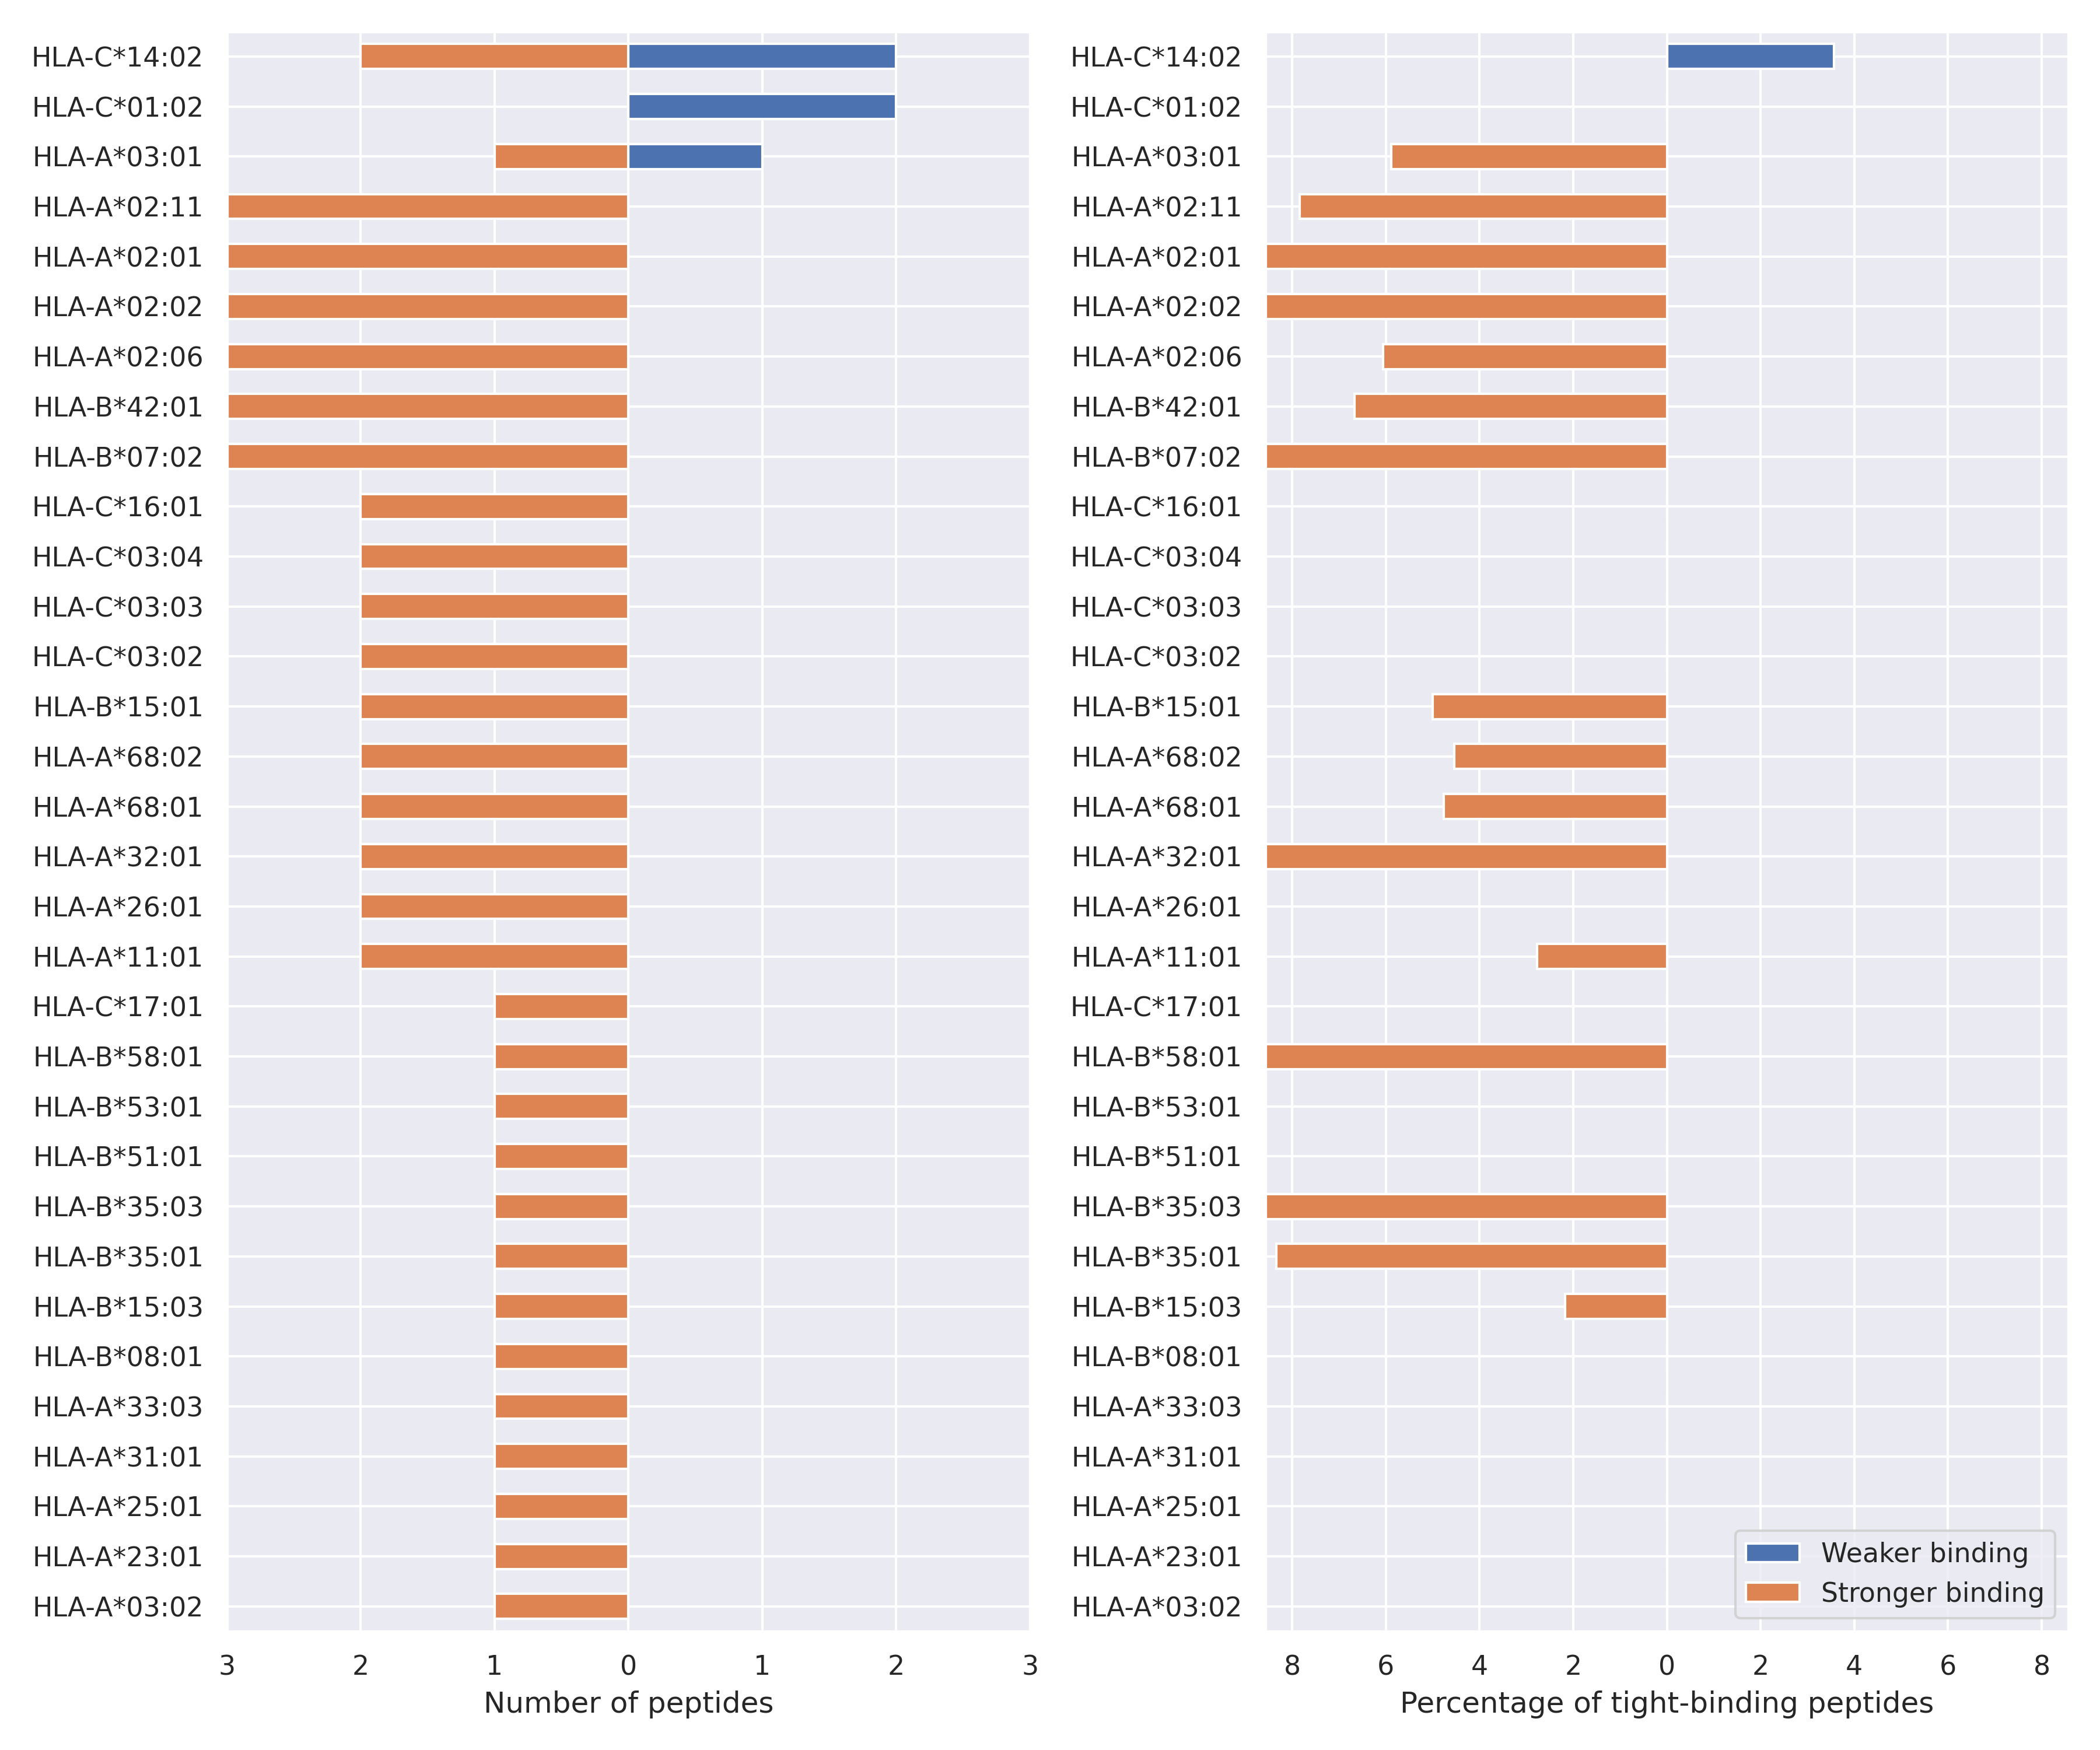 HLA-C*14:02
HLA-C*01:02
HLA-A*03:01
HLA-A*02:11
HLA-A*02:01
HLA-A*02:02
HLA-A*02:06
HLA-B*42:01
HLA-B*07:02
HLA-C*16:01
HLA-C*03:04
HLA-C*03:03
HLA-C*03:02
HLA-B*15:01
HLA-A*68:02
HLA-A*68:01
HLA-A*32:01
HLA-A*26:01
HLA-A*11:01
HLA-C*17:01
HLA-B*58:01
HLA-B*53:01
HLA-B*51:01
HLA-B*35:03
HLA-B*35:01
HLA-B*15:03
HLA-B*08:01
HLA-A*33:03
HLA-A*31:01
HLA-A*25:01
HLA-A*23:01
HLA-A*03:02
3 2 1 0 1 2 3
Number of peptides
HLA-C*14:02
HLA-C*01:02
HLA-A*03:01
HLA-A*02:11
HLA-A*02:01
HLA-A*02:02
HLA-A*02:06
HLA-B*42:01
HLA-B*07:02
HLA-C*16:01
HLA-C*03:04
HLA-C*03:03
HLA-C*03:02
HLA-B*15:01
HLA-A*68:02
HLA-A*68:01
HLA-A*32:01
HLA-A*26:01
HLA-A*11:01
HLA-C*17:01
HLA-B*58:01
HLA-B*53:01
HLA-B*51:01
HLA-B*35:03
HLA-B*35:01
HLA-B*15:03
HLA-B*08:01
HLA-A*33:03
HLA-A*31:01
HLA-A*25:01
HLA-A*23:01
HLA-A*03:02
Weaker binding
Stronger binding
8 6 4 2 0 2 4 6 8
Percentage of tight-binding peptides